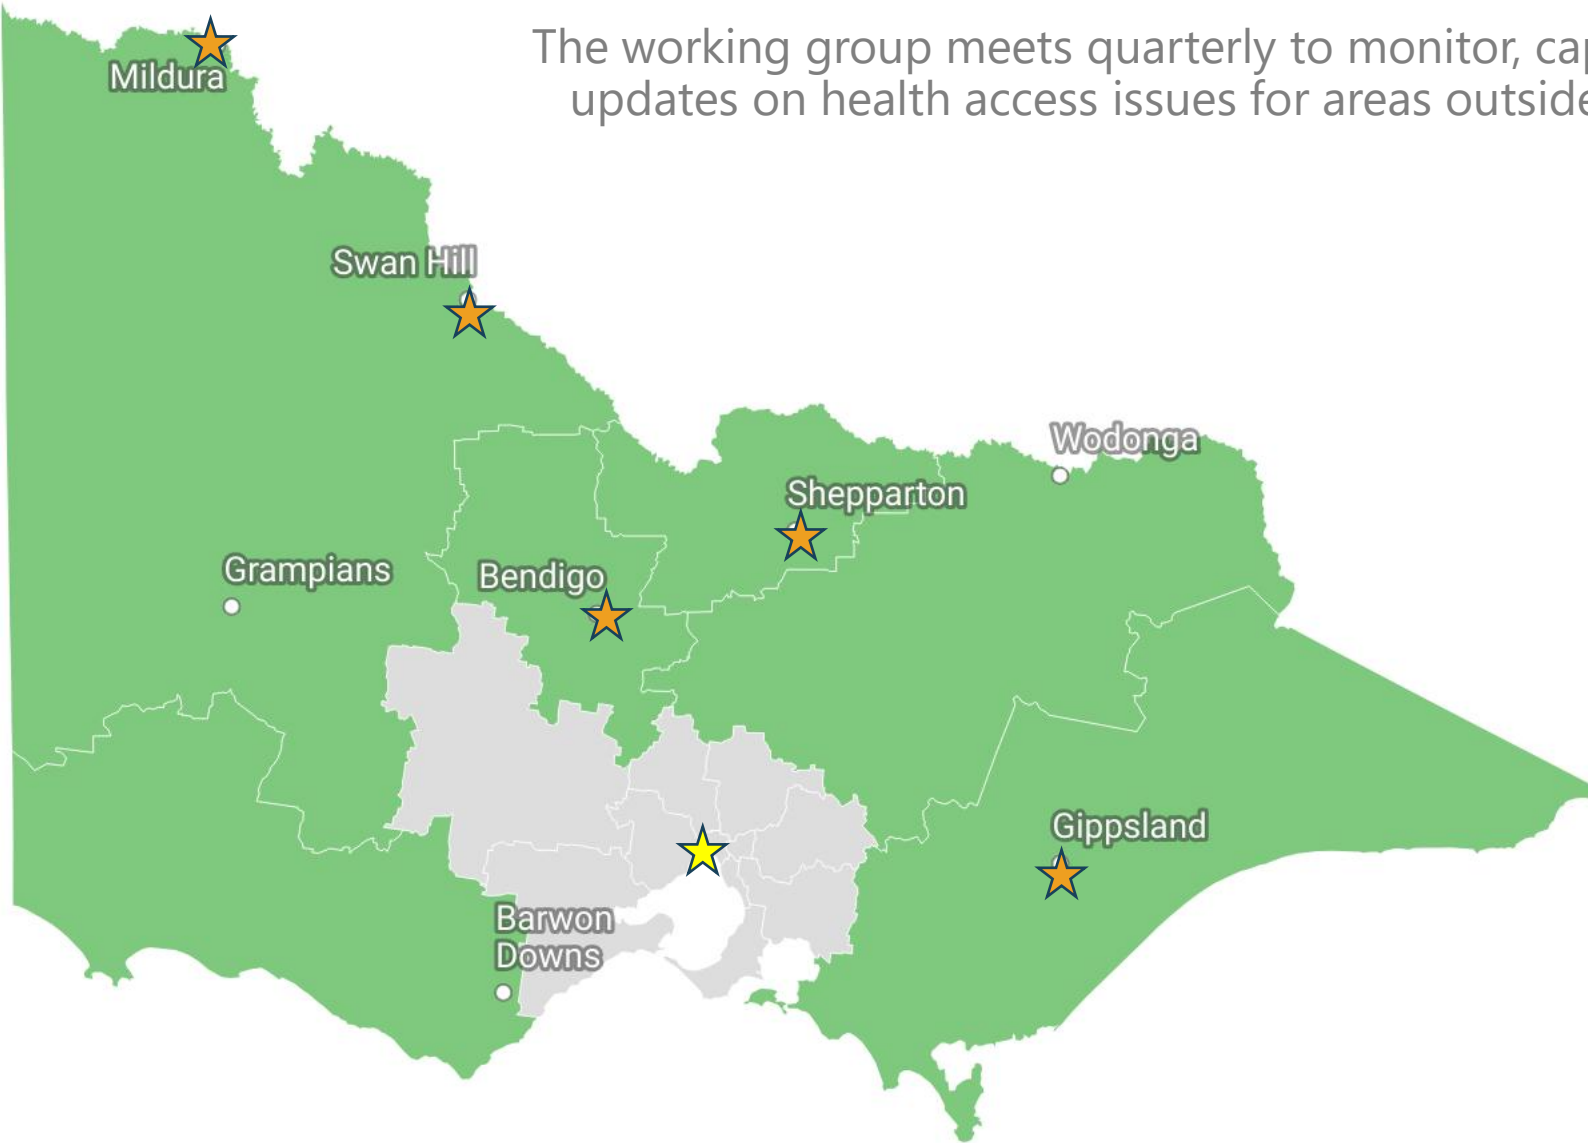 The working group meets quarterly to monitor,
updates on health access issues for areas outside
Mildura
Swan Hill
Wodonga
Shepparton
Grampians
Bendigo
Gippsland
Barwon
Downs